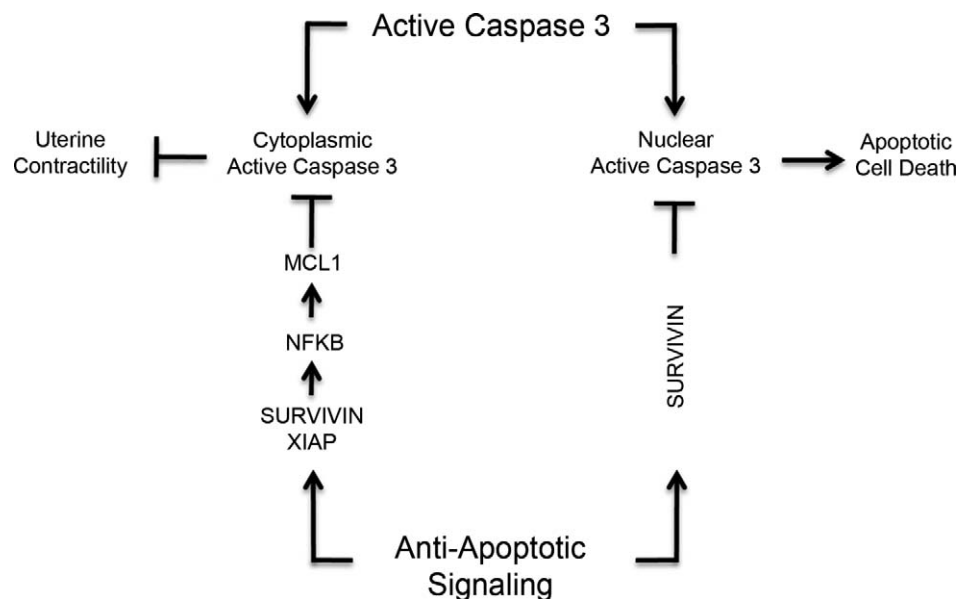 Active Caspase 3
Uterine
Contractility
Cytoplasmic
Active Caspase 3
Nuclear
Active Caspase 3
Apoptotic
Cell Death
MCL1
NFKB
SURVIVIN
XIAP
SURVIVIN
Anti-Apoptotic
Signaling